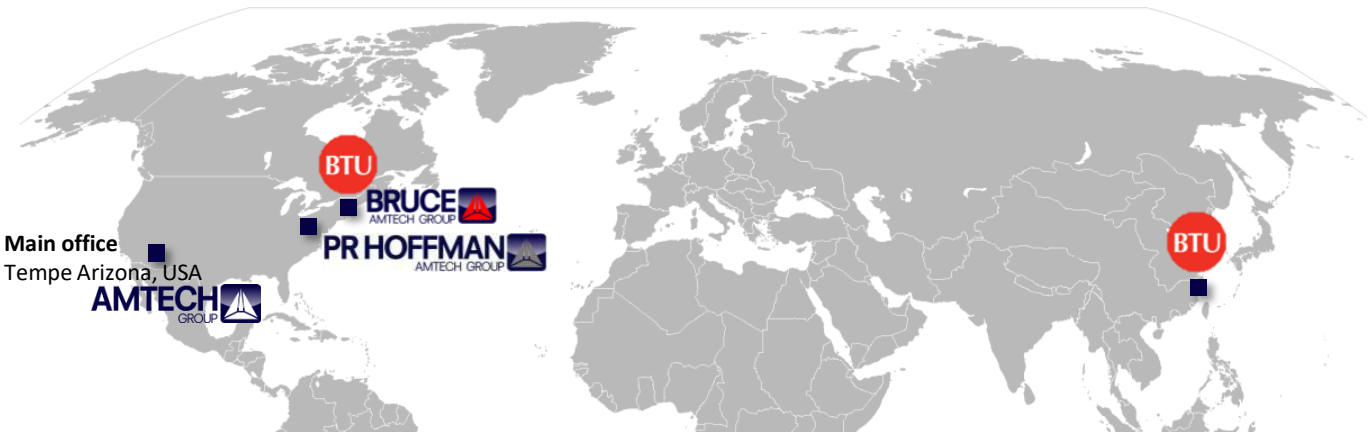 BTU
BRUCE
AMTECH GROUP
PR HOFFMAN
AMTECH GROUP
BTU
Main office
Tempe Arizona, USA
AMTECH
GROUP